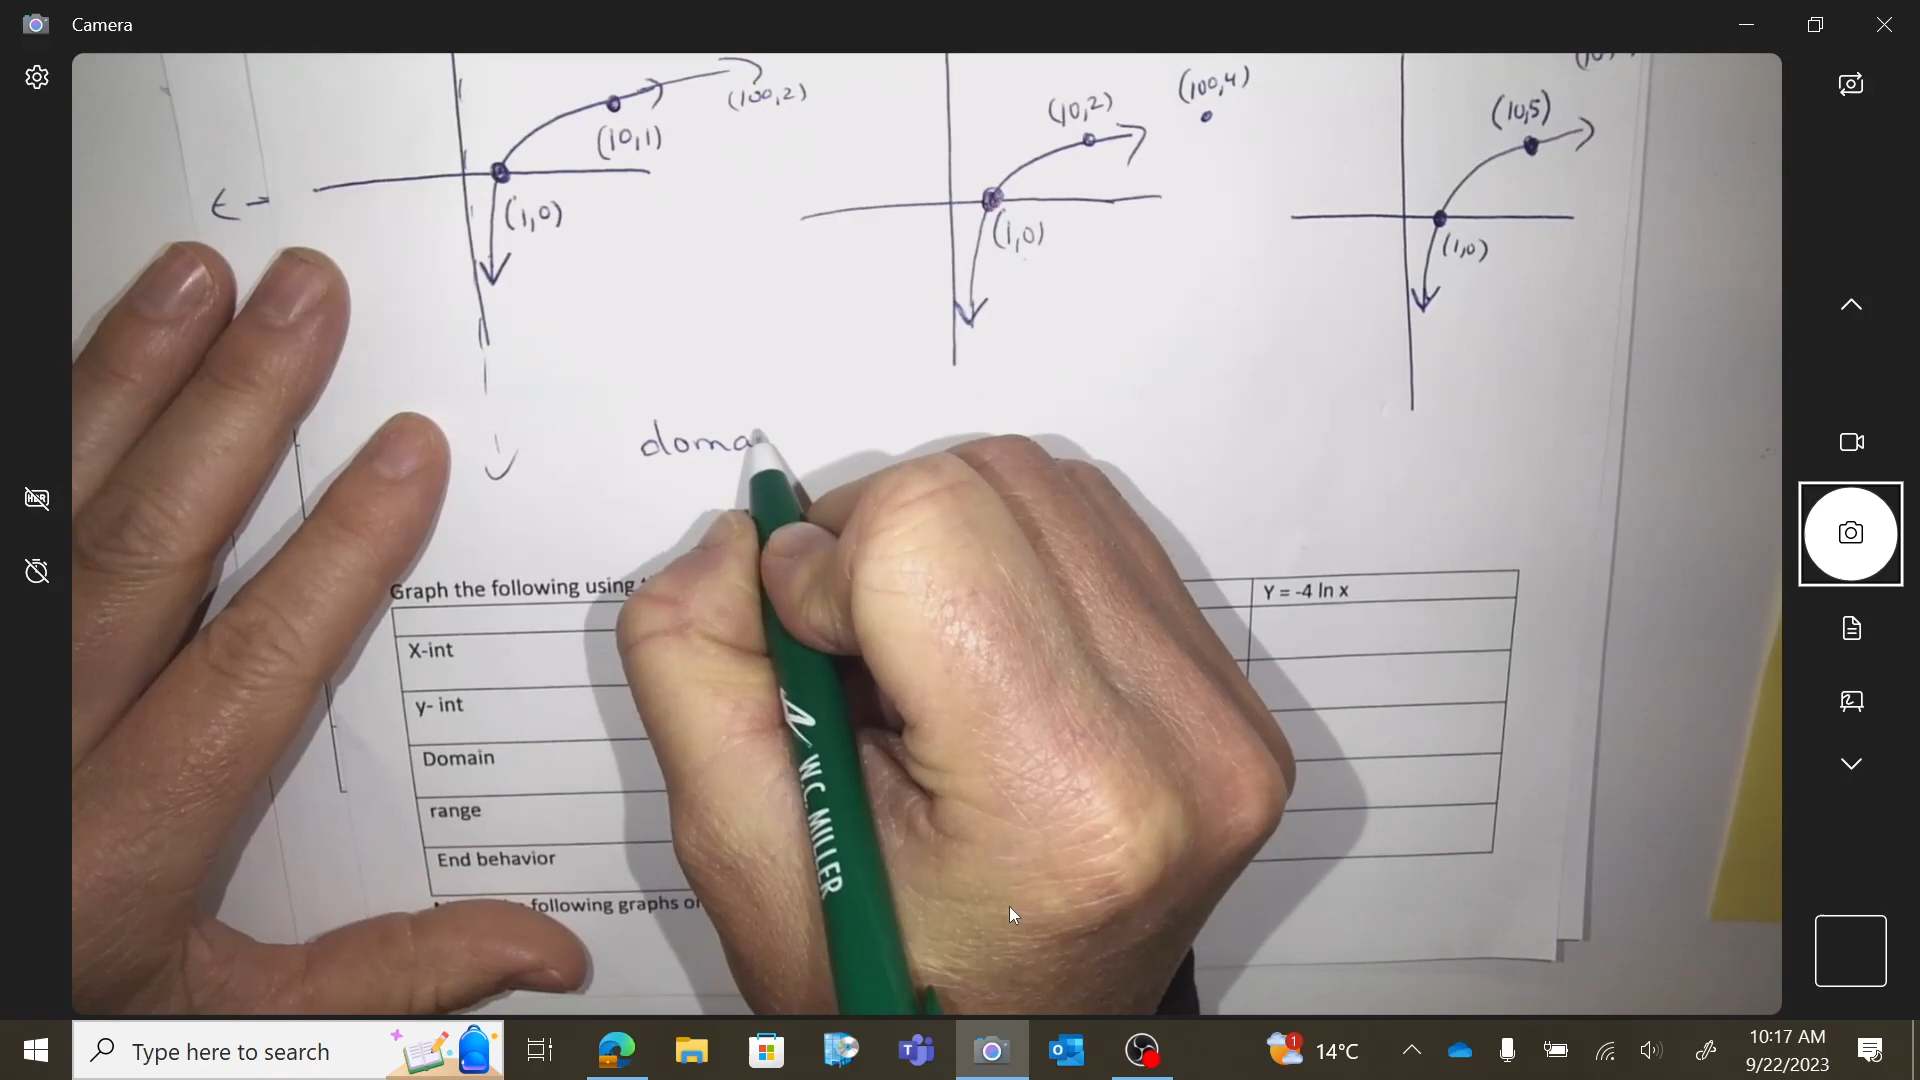 Camera
(100,2)
(10,1)
(1,0)
(10,2)
(100,4)
(1,0)
(10,5)
(1,0)
doma
Graph the following using
Y = -4 ln x
X-int
y- int
Domain
range
End behavior
following graphs
W.C. MILLER
Type here to search
1
14°C
10:17 AM
9/22/2023